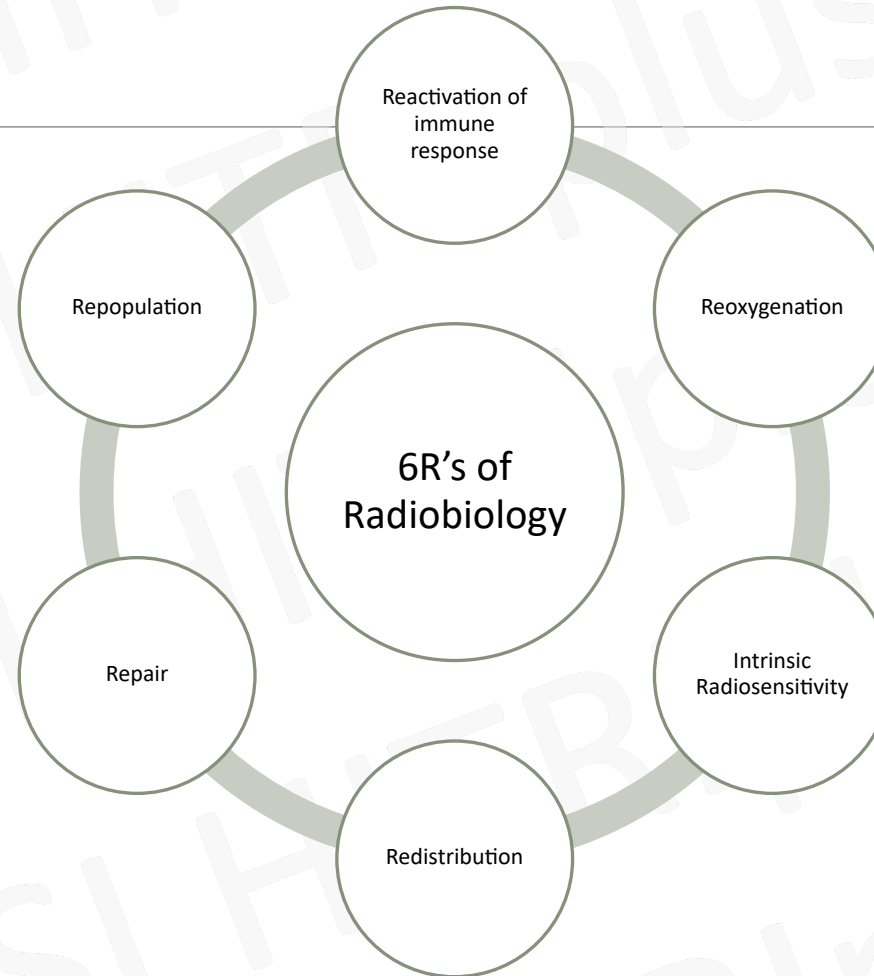 Reactivation of
immune
response
Repopulation
Reoxygenation
6R’s of
Radiobiology
Repair
Intrinsic
Radiosensitivity
Redistribution